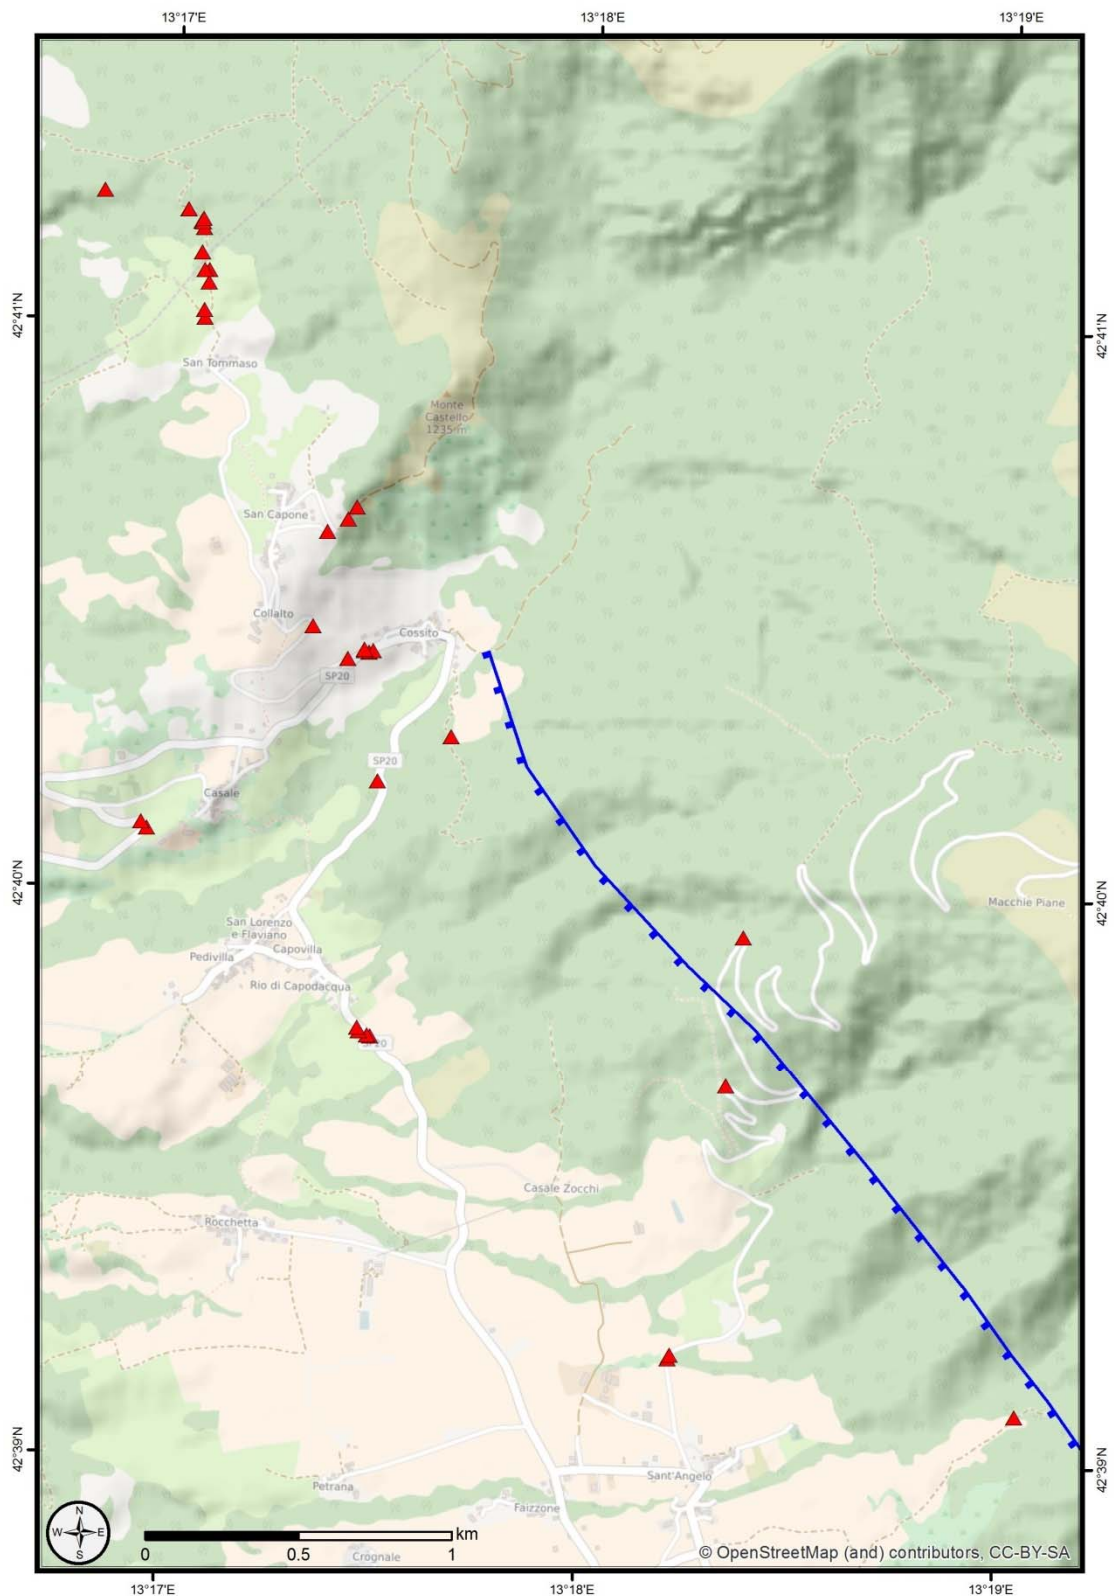 13°17'E
13°18'E
13°19'E
42°41'N
42°41'N
San Tommaso
Monte
Castello
1235 m
San Capone
Collalto
Cossito
SP20
SP20
Casale
42°40'N
42°40'N
Macchie Piane
San Lorenzo
e Flaviano
Capovilla
Pedivilla
Rio di Capodacqua
SP20
Casale Zocchi
Rocchetta
42°39'N
42°39'N
Sant'Angelo
Petrana
Faizzone
N
W E
S
km
0 0.5 1
Crognale
© OpenStreetMap (and) contributors, CC-BY-SA
13°17'E
13°18'E
13°19'E